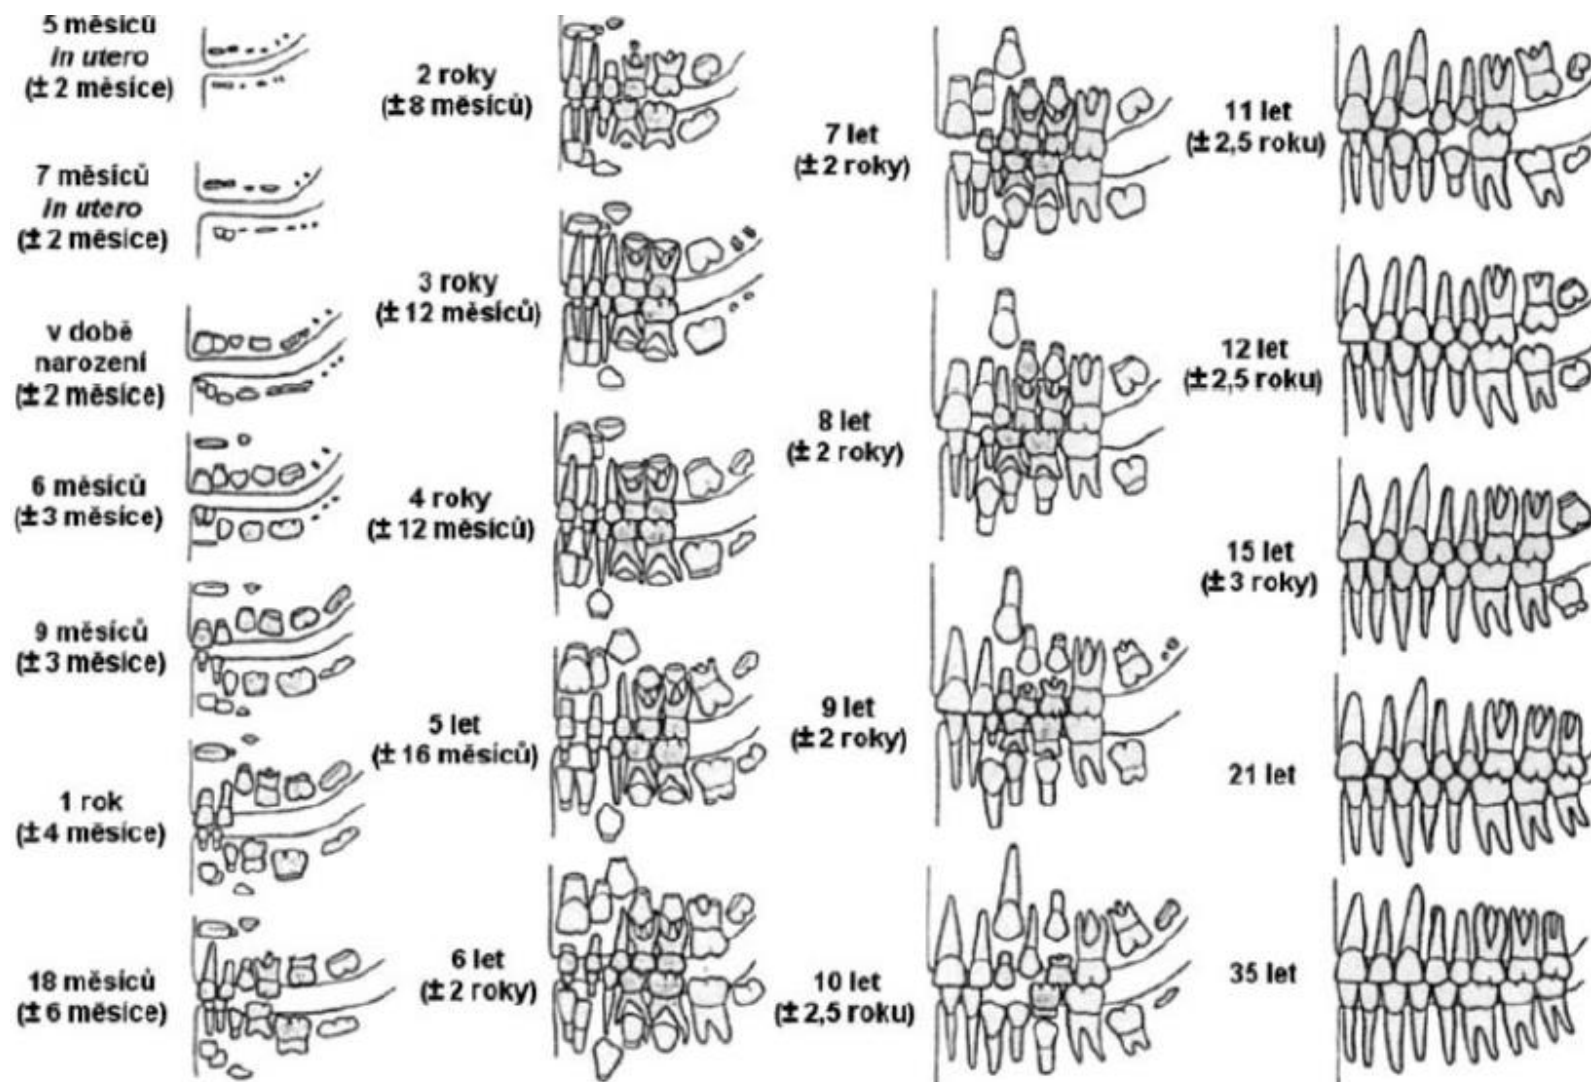 5 měsíců
in utero
(± 2 měsíce)
7 měsíců
in utero
(± 2 měsíce)
v době
narození
(± 2 měsíce)
6 měsíců
(± 3 měsíce)
9 měsíců
(± 3 měsíce)
1 rok
(± 4 měsíce)
18 měsíců
(± 6 měsíce)
2 roky
(± 8 měsíců)
3 roky
(± 12 měsíců)
4 roky
(± 12 měsíců)
5 let
(± 16 měsíců)
6 let
(± 2 roky)
7 let
(± 2 roky)
8 let
(± 2 roky)
9 let
(± 2 roky)
10 let
(± 2,5 roku)
11 let
(± 2,5 roku)
12 let
(± 2,5 roku)
15 let
(± 3 roky)
21 let
35 let